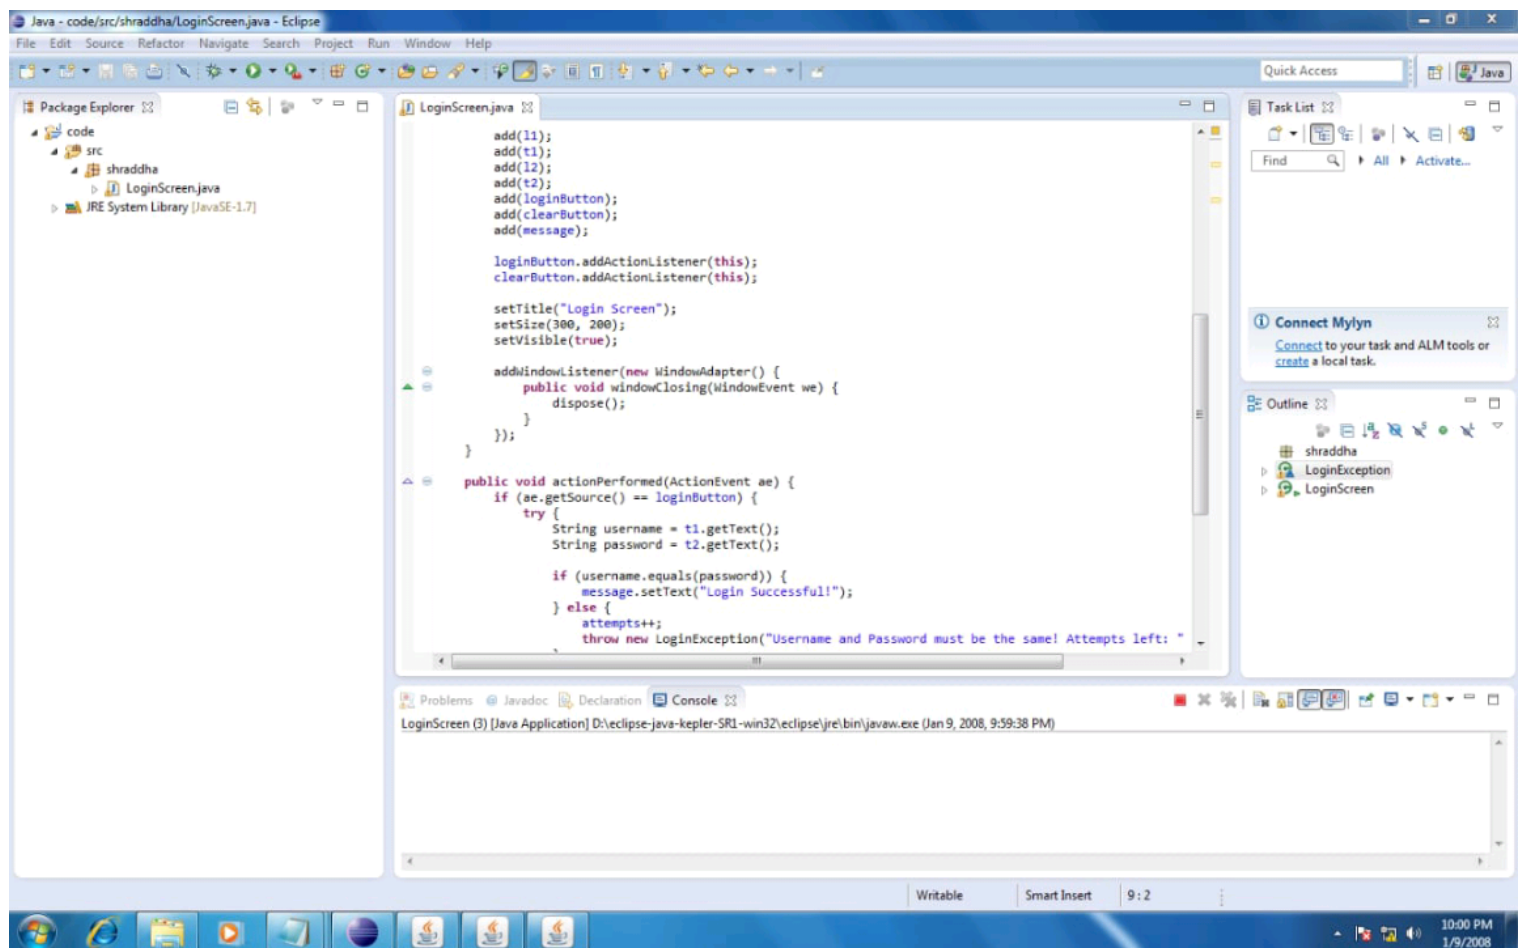 Java - code/src/shraddha/LoginScreen.java - Eclipse
File Edit Source Refactor Navigate Search Project Run Window Help
Quick Access
Java
Package Explorer
code
src
shraddha
LoginScreen.java
JRE System Library [JavaSE-1.7]
LoginScreen.java
add(l1);
add(t1);
add(l2);
add(t2);
add(loginButton);
add(clearButton);
add(message);
loginButton.addActionListener(this);
clearButton.addActionListener(this);
setTitle("Login Screen");
setSize(300, 200);
setVisible(true);
addWindowListener(new WindowAdapter() {
public void windowClosing(WindowEvent we) {
dispose();
}
});
}
public void actionPerformed(ActionEvent ae) {
if (ae.getSource() == loginButton) {
try {
String username = t1.getText();
String password = t2.getText();
if (username.equals(password)) {
message.setText("Login Successful!");
} else {
attempts++;
throw new LoginException("Username and Password must be the same! Attempts left: "
Task List
Find All Activate...
Connect Mylyn
Connect to your task and ALM tools or
create a local task.
Outline
shraddha
LoginException
LoginScreen
Problems Javadoc Declaration Console
LoginScreen (3) [Java Application] D:\eclipse-java-kepler-SR1-win32\eclipse\jre\bin\javaw.exe (Jan 9, 2008, 9:59:38 PM)
Writable Smart Insert 9 : 2
10:00 PM
1/9/2008